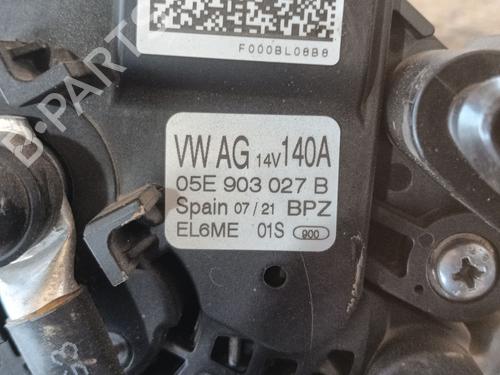 F000BL08B8
VW AG 14V 140A
05E 903 027 B
Spain 07/21 BPZ
EL6ME 01S 900
B-PARTS